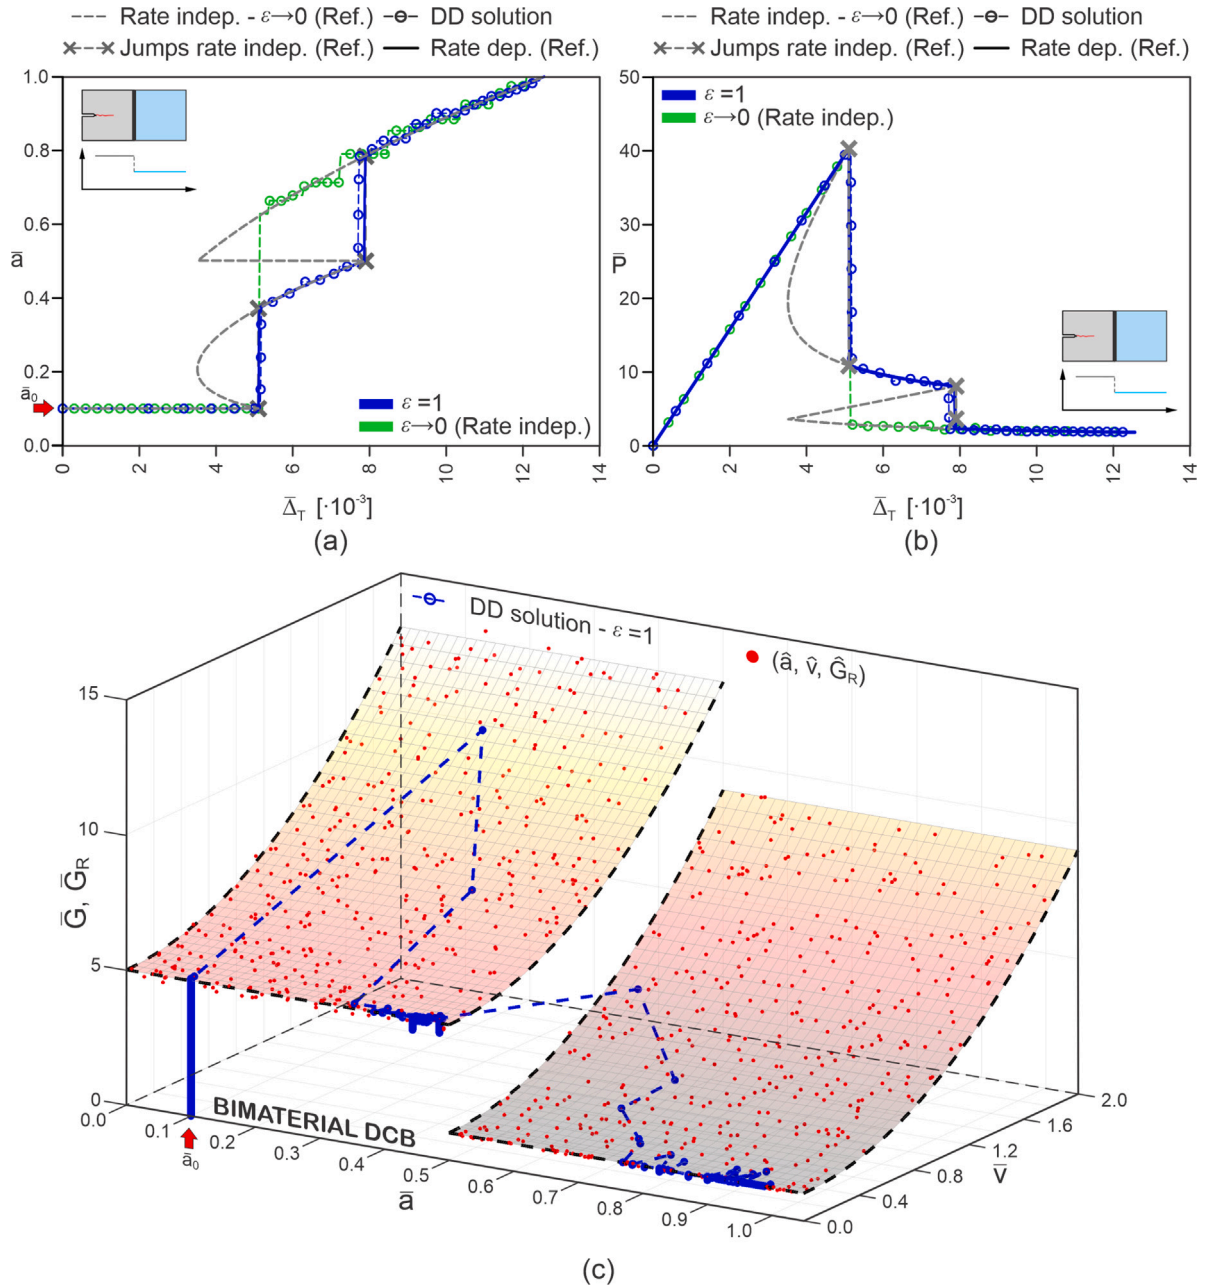 Rate indep. - ε→0 (Ref.) DD solution
Jumps rate indep. (Ref.) Rate dep. (Ref.)
1.0
0.8
0.6
ā
0.4
0.2
ā₀
0.0
ε=1
ε→0 (Rate indep.)
0 2 4 6 8 10 12 14
Δ̄_T [·10⁻³]
(a)
Rate indep. - ε→0 (Ref.) DD solution
Jumps rate indep. (Ref.) Rate dep. (Ref.)
50
ε=1
ε→0 (Rate indep.)
40
30
P̄
20
10
0
0 2 4 6 8 10 12 14
Δ̄_T [·10⁻³]
(b)
DD solution - ε=1
(â, v̂, Ĝ_R)
15
10
Ḡ, Ḡ_R
5
0
0.0 0.1 0.2 0.3 0.4 0.5 0.6 0.7 0.8 0.9 1.0
ā₀
BIMATERIAL DCB
ā
0.0 0.4 0.8 1.2 1.6 2.0
v̄
(c)